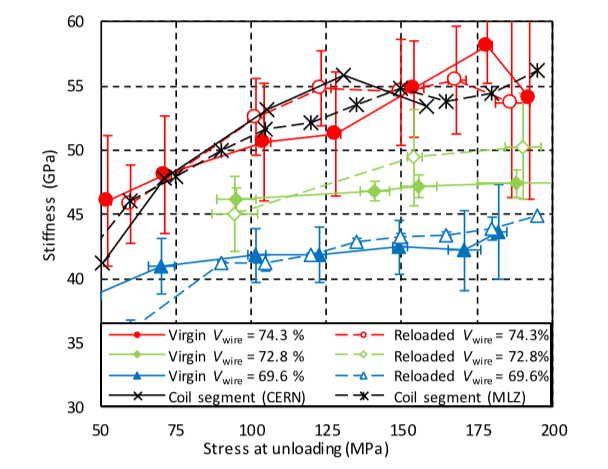 60
55
50
45
40
35
30
Stiffness (GPa)
Virgin Vwire = 74.3 %
Reloaded Vwire = 74.3%
Virgin Vwire = 72.8 %
Reloaded Vwire = 72.8%
Virgin Vwire = 69.6 %
Reloaded Vwire = 69.6%
Coil segment (CERN)
Coil segment (MLZ)
50 75 100 125 150 175 200
Stress at unloading (MPa)